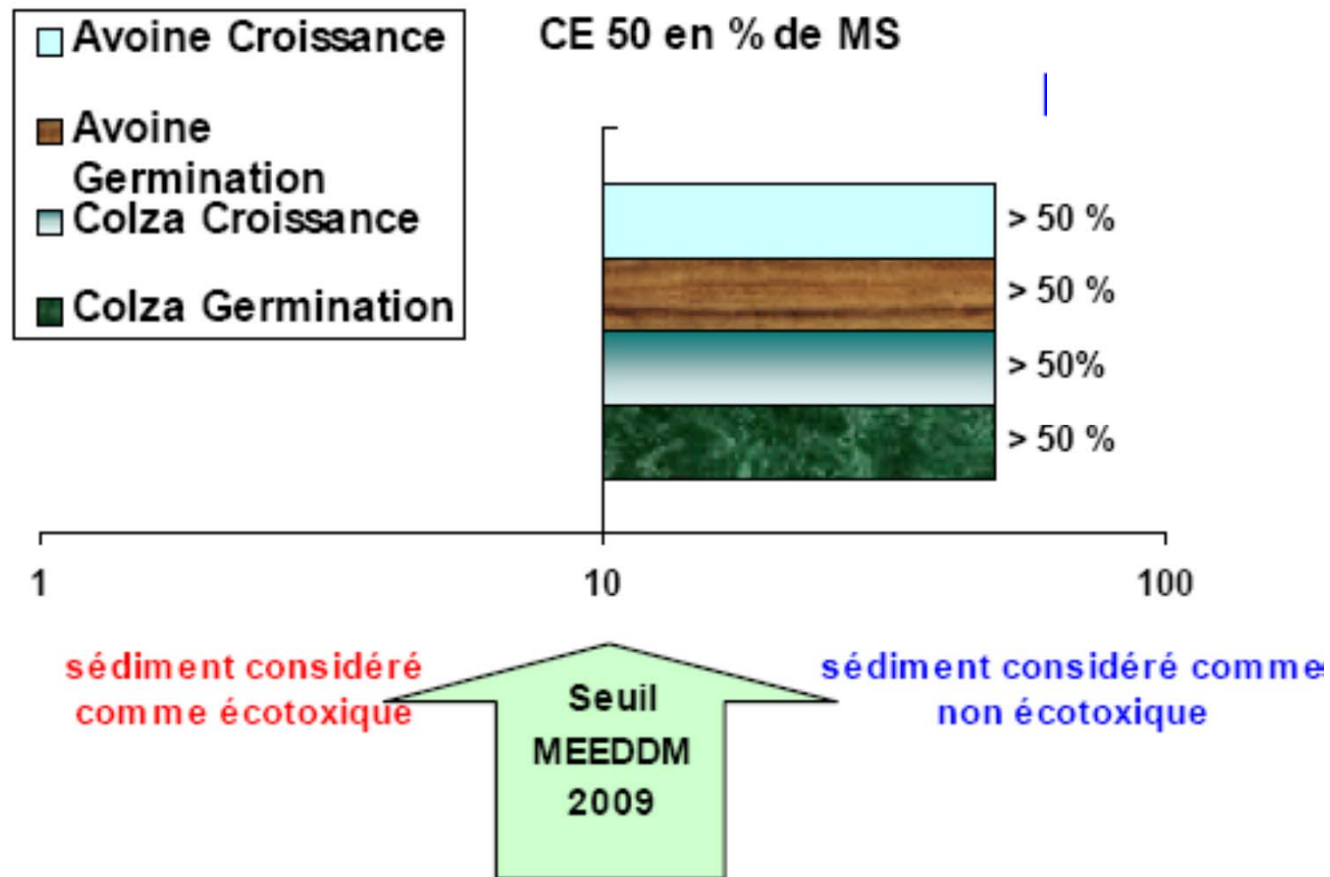 Avoine Croissance
Avoine
Germination
Colza Croissance
Colza Germination
CE 50 en % de MS
> 50 %
> 50 %
> 50%
> 50 %
1
10
100
sédiment considéré
comme écotoxique
Seuil
MEEDDM
2009
sédiment considéré comme
non écotoxique